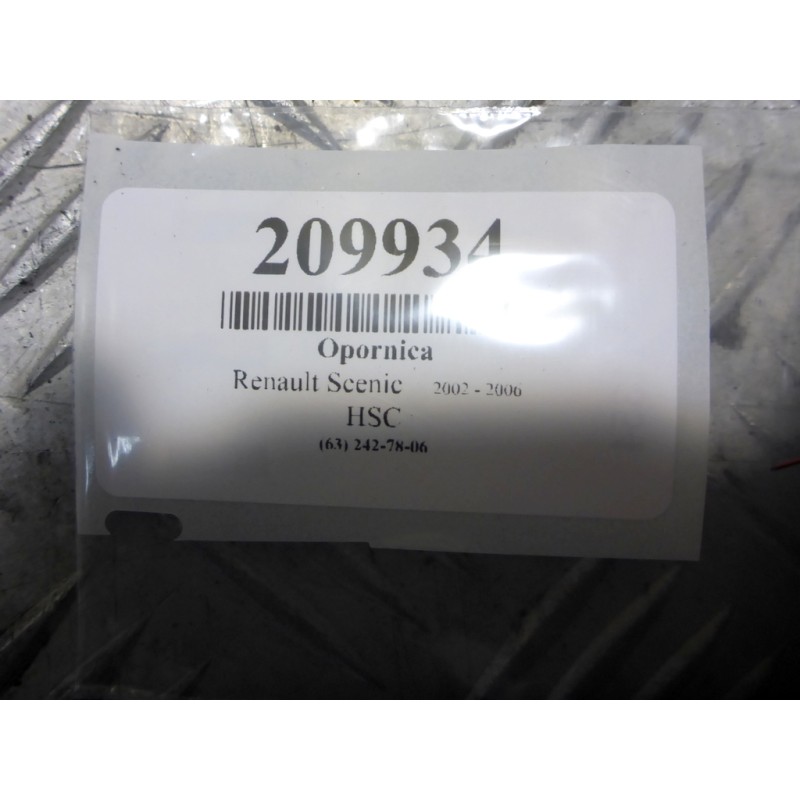 209934
Opornica
Renault Scenic 2002 - 2006
HSC
(63) 242-78-06